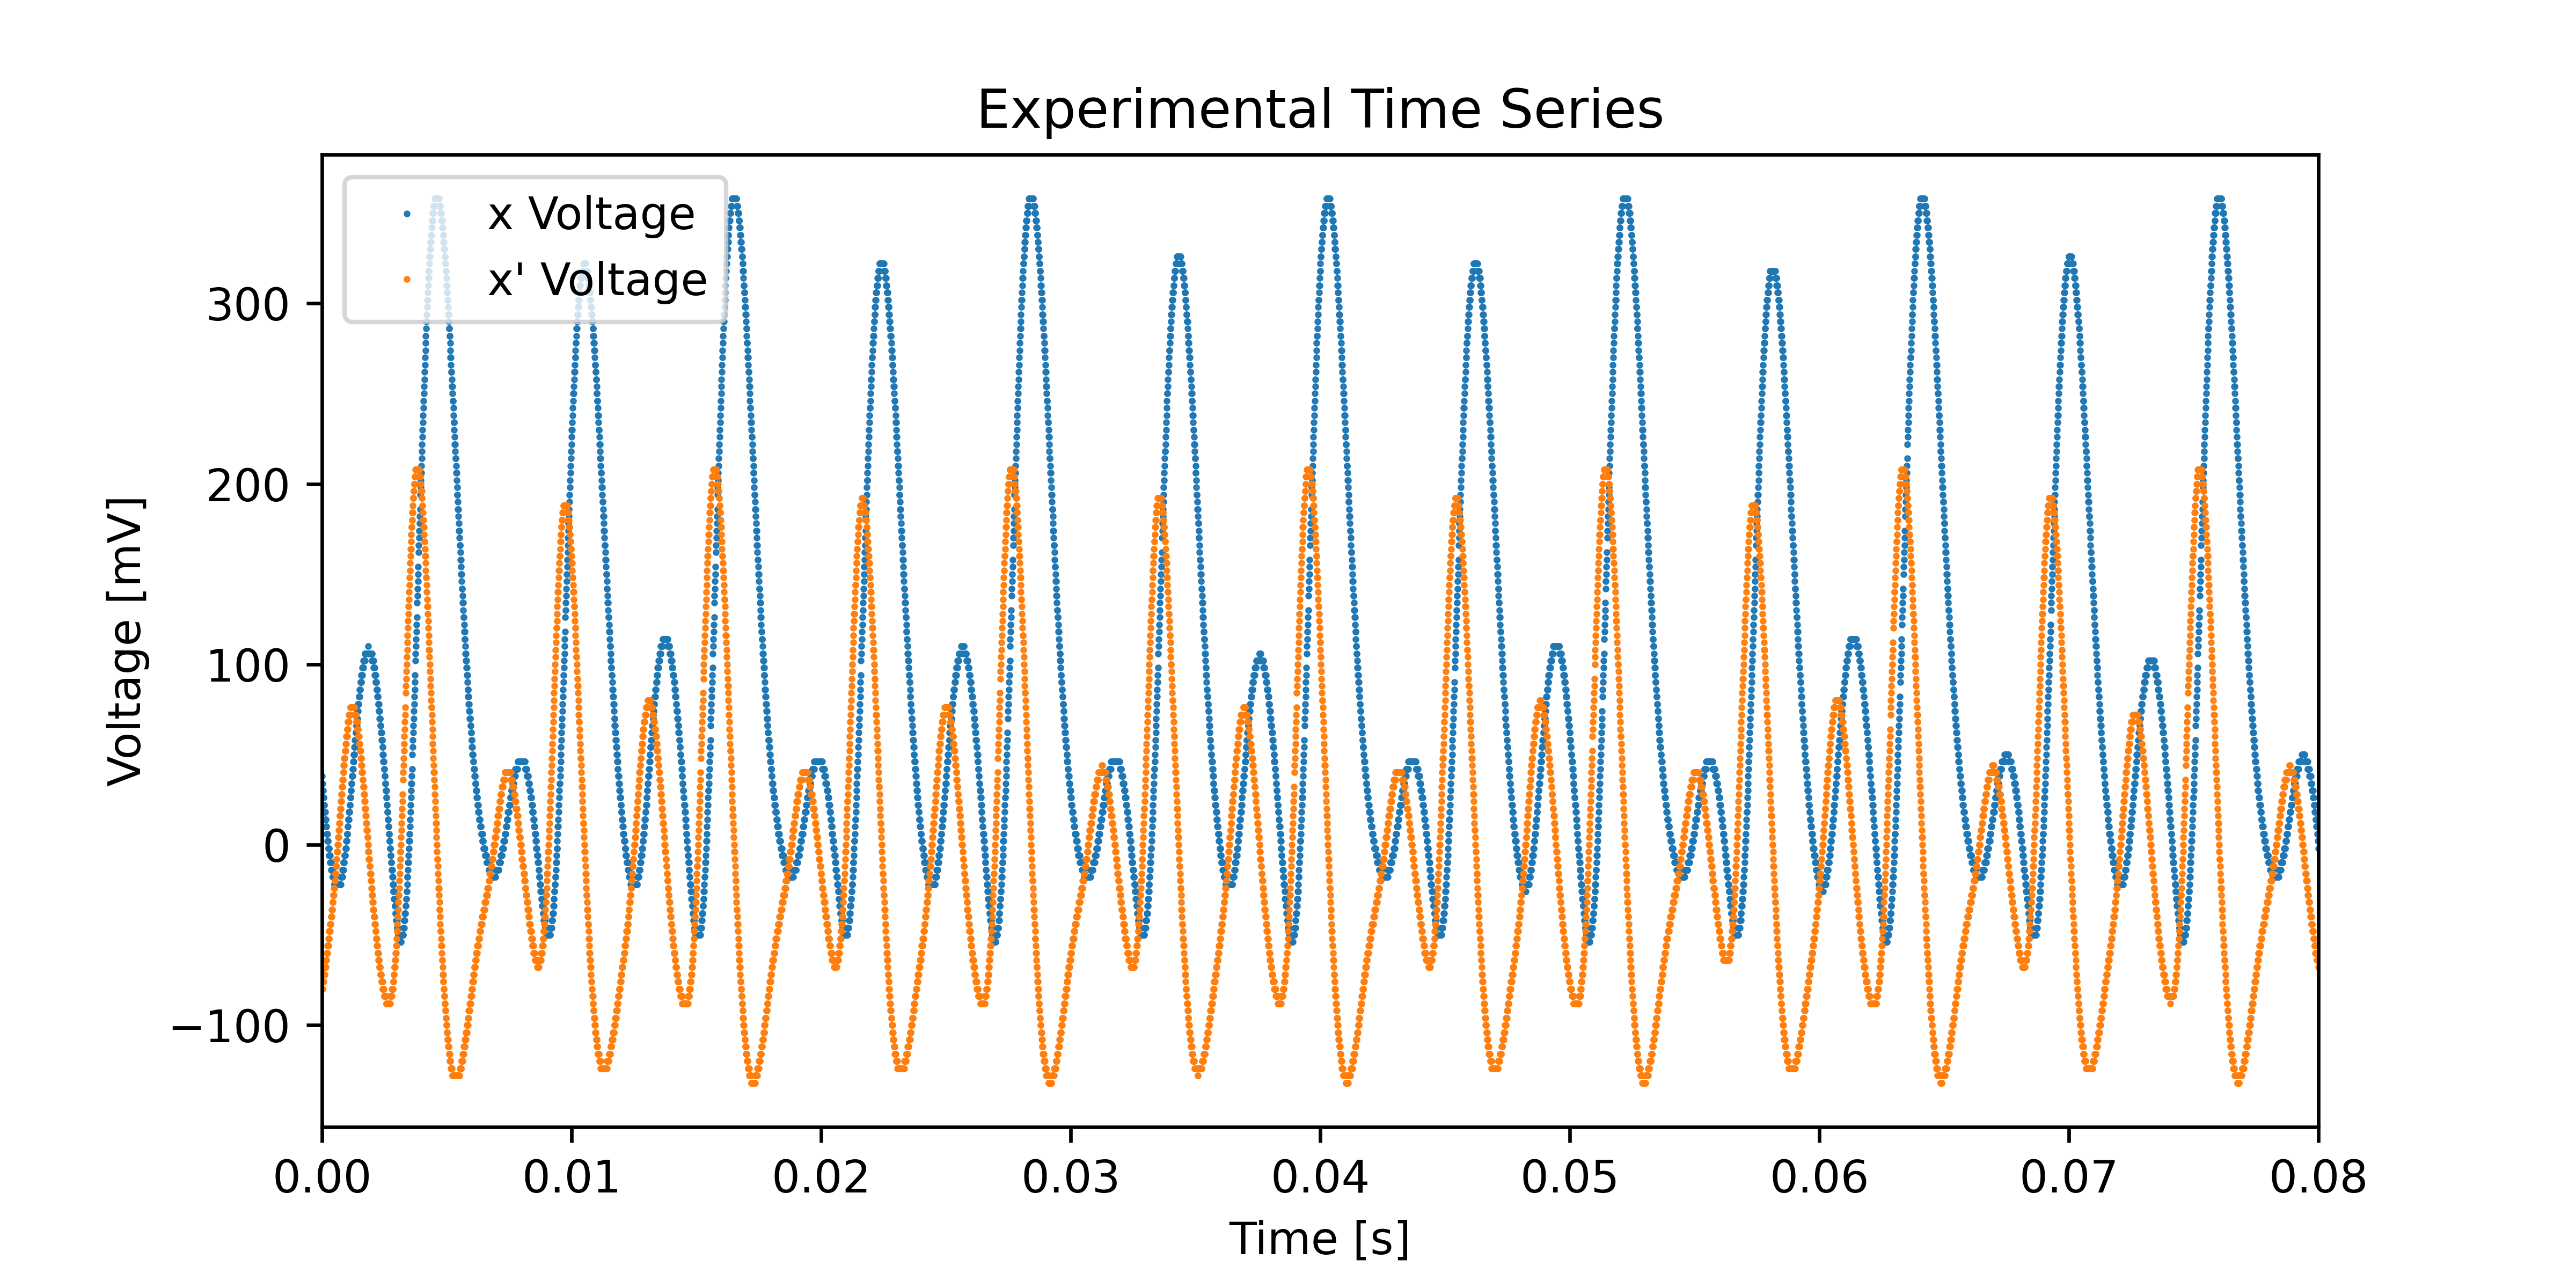 Experimental Time Series
x Voltage
x' Voltage
Voltage [mV]
300
200
100
0
−100
0.00 0.01 0.02 0.03 0.04 0.05 0.06 0.07 0.08
Time [s]